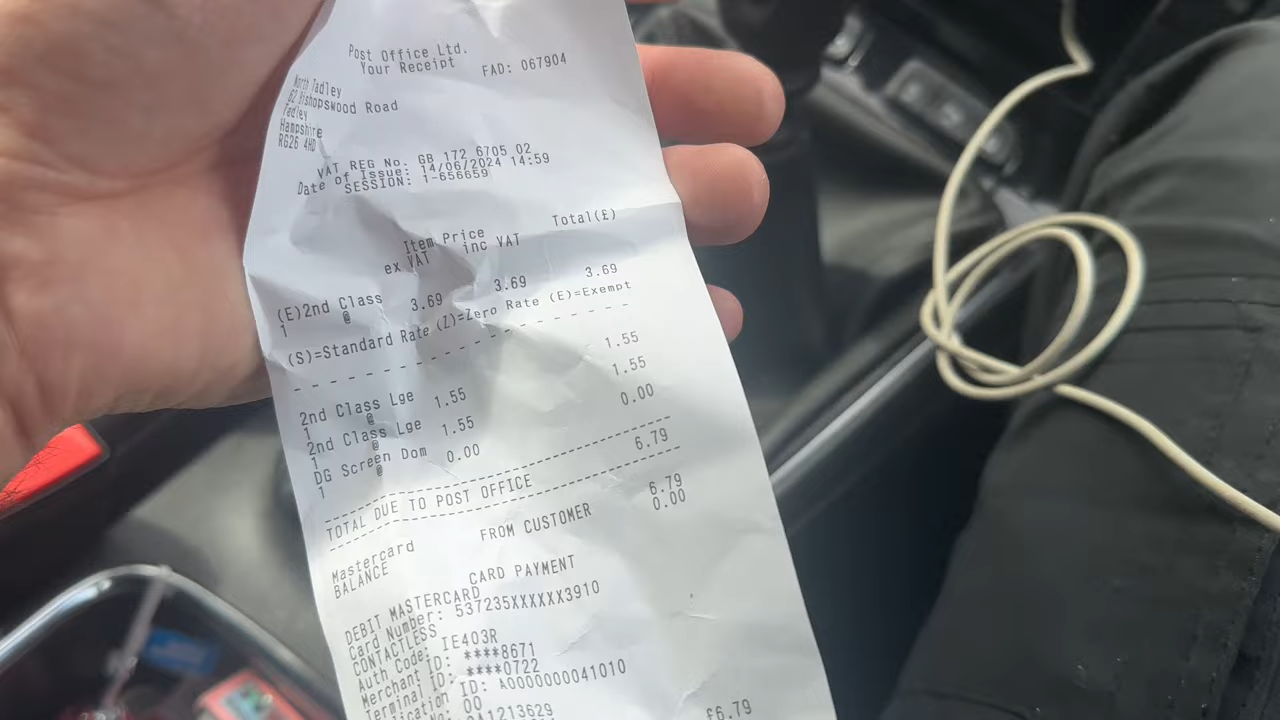 Post Office Ltd.
Your Receipt
FAD: 067904
North Tadley
62 Bishopswood Road
Tadley
Hampshire
RG26 4HD
VAT REG No. GB 172 6705 02
Date of Issue: 14/06/2024 14:59
SESSION: 1-656659
Total(£)
Item Price
ex VAT inc VAT
(E)2nd Class
1 @ 3.69 3.69 3.69
(S)=Standard Rate (Z)=Zero Rate (E)=Exempt
2nd Class Lge
1 @ 1.55 1.55
2nd Class Lge
1 @ 1.55 1.55
DG Screen Dom
1 @ 0.00 0.00
TOTAL DUE TO POST OFFICE 6.79
FROM CUSTOMER
Mastercard 6.79
BALANCE 0.00
CARD PAYMENT
DEBIT MASTERCARD
Card Number: 537235XXXXXX3910
CONTACTLESS
Auth Code: IE403R
Merchant ID: ****8671
Terminal ID: ****0722
ID: A0000000041010
00
£6.79